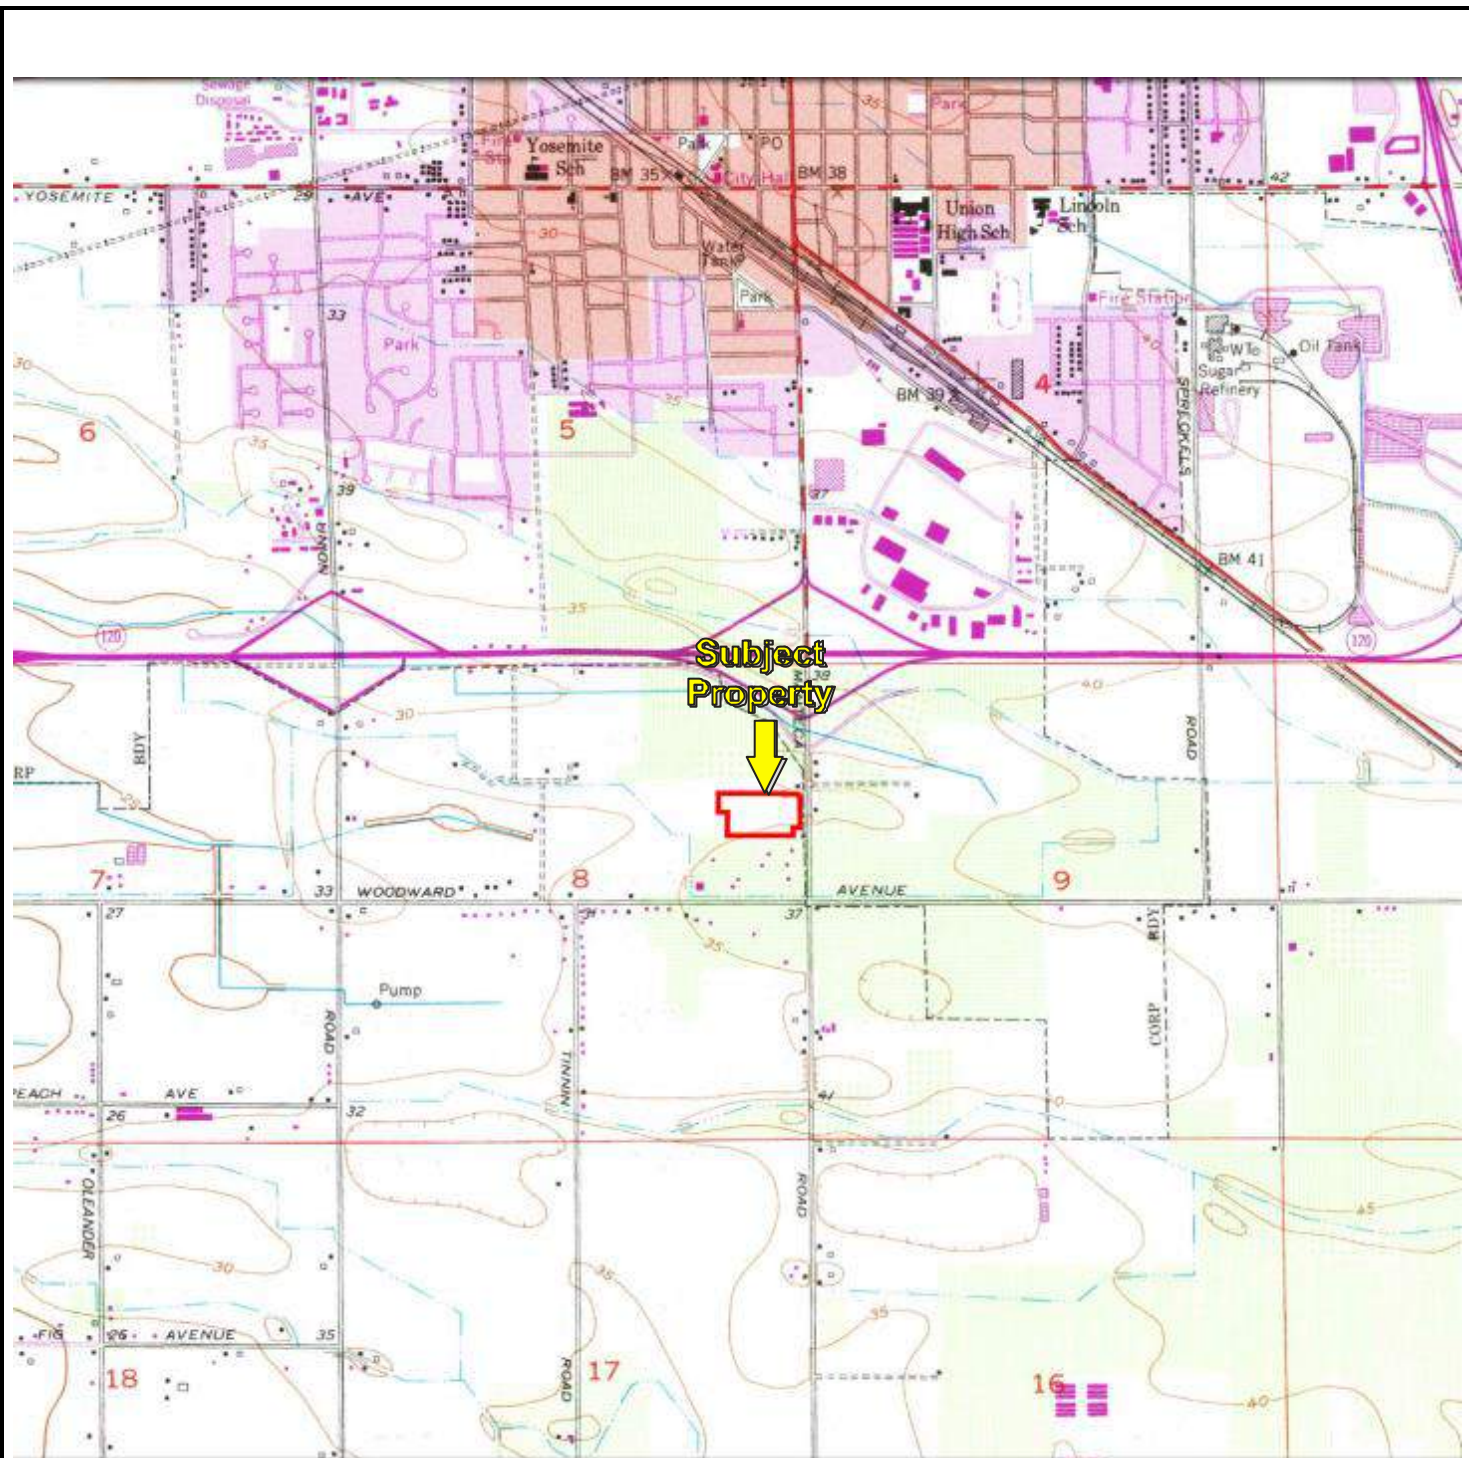 Sewage
Disposal
Fire
Sta
Yosemite
Sch
Park
PO
35
Park
BM 35
City Hall
BM 38
42
YOSEMITE
29
AVE
Union
High Sch
Lincoln
Sch
30
Water
Tank
Park
Fire Station
33
Park
40
WT
Oil Tank
Sugar
Refinery
30
BM 39
4
SPRECKELS
6
5
35
35
39
37
UNION
BM 41
35
120
120
Subject
Property
39
MANTECA
40
30
BDY
ROAD
RP
25
7
8
9
33
WOODWARD
AVENUE
27
31
37
35
BDY
Pump
ROAD
CORP
TINNIN
PEACH
AVE
26
32
41
OLEANDER
ROAD
45
30
35
35
FIG
26
AVENUE
35
18
ROAD
17
16
40